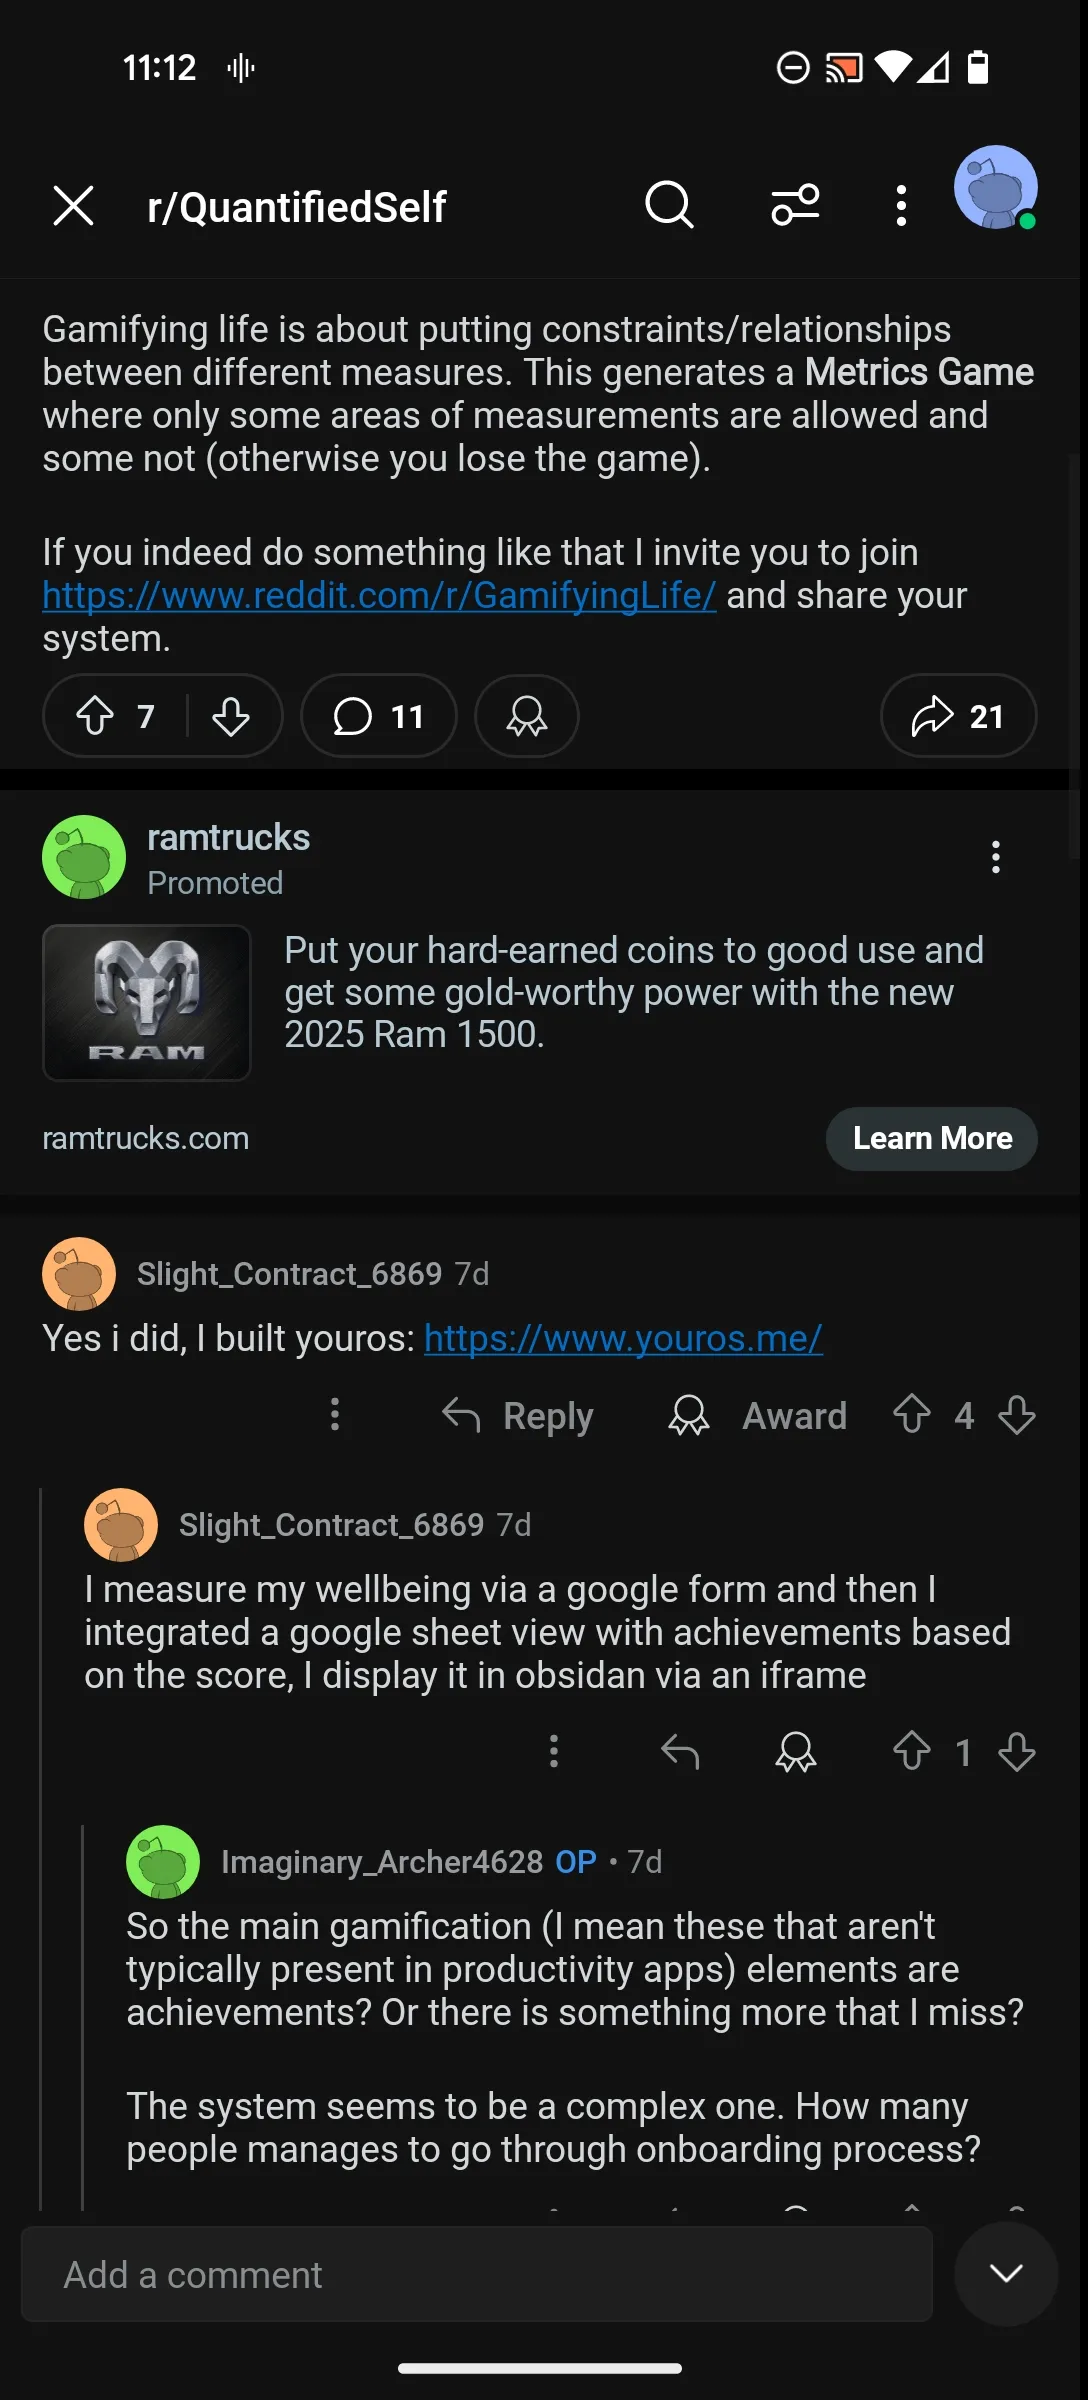 11:12
r/QuantifiedSelf
Gamifying life is about putting constraints/relationships
between different measures. This generates a Metrics Game
where only some areas of measurements are allowed and
some not (otherwise you lose the game).
If you indeed do something like that I invite you to join
https://www.reddit.com/r/GamifyingLife/ and share your
system.
7
11
21
ramtrucks
Promoted
RAM
Put your hard-earned coins to good use and
get some gold-worthy power with the new
2025 Ram 1500.
ramtrucks.com
Learn More
Slight_Contract_6869 7d
Yes i did, I built youros: https://www.youros.me/
Reply Award 4
Slight_Contract_6869 7d
I measure my wellbeing via a google form and then I
integrated a google sheet view with achievements based
on the score, I display it in obsidan via an iframe
1
Imaginary_Archer4628 OP • 7d
So the main gamification (I mean these that aren't
typically present in productivity apps) elements are
achievements? Or there is something more that I miss?
The system seems to be a complex one. How many
people manages to go through onboarding process?
Add a comment